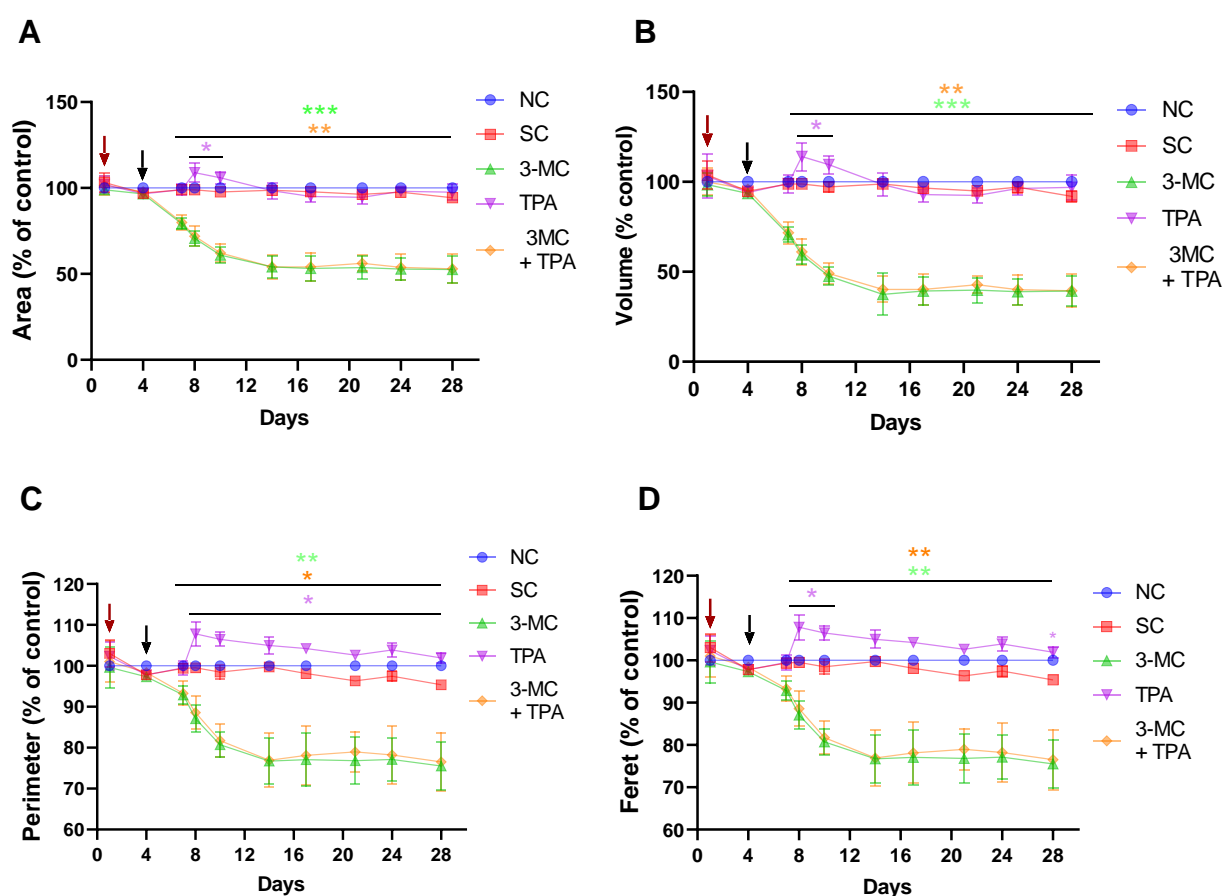 A
Area (% of control)
150
100
50
0
***
**
*
0 4 8 12 16 20 24 28
Days
NC
SC
3-MC
TPA
3MC
+ TPA
B
Volume (% control)
150
100
50
0
**
***
*
0 4 8 12 16 20 24 28
Days
NC
SC
3-MC
TPA
3MC
+ TPA
C
Perimeter (% of control)
120
110
100
90
80
70
60
**
*
*
0 4 8 12 16 20 24 28
Days
NC
SC
3-MC
TPA
3-MC
+ TPA
D
Feret (% of control)
120
110
100
90
80
70
60
**
**
*
*
0 4 8 12 16 20 24 28
Days
NC
SC
3-MC
TPA
3-MC
+ TPA